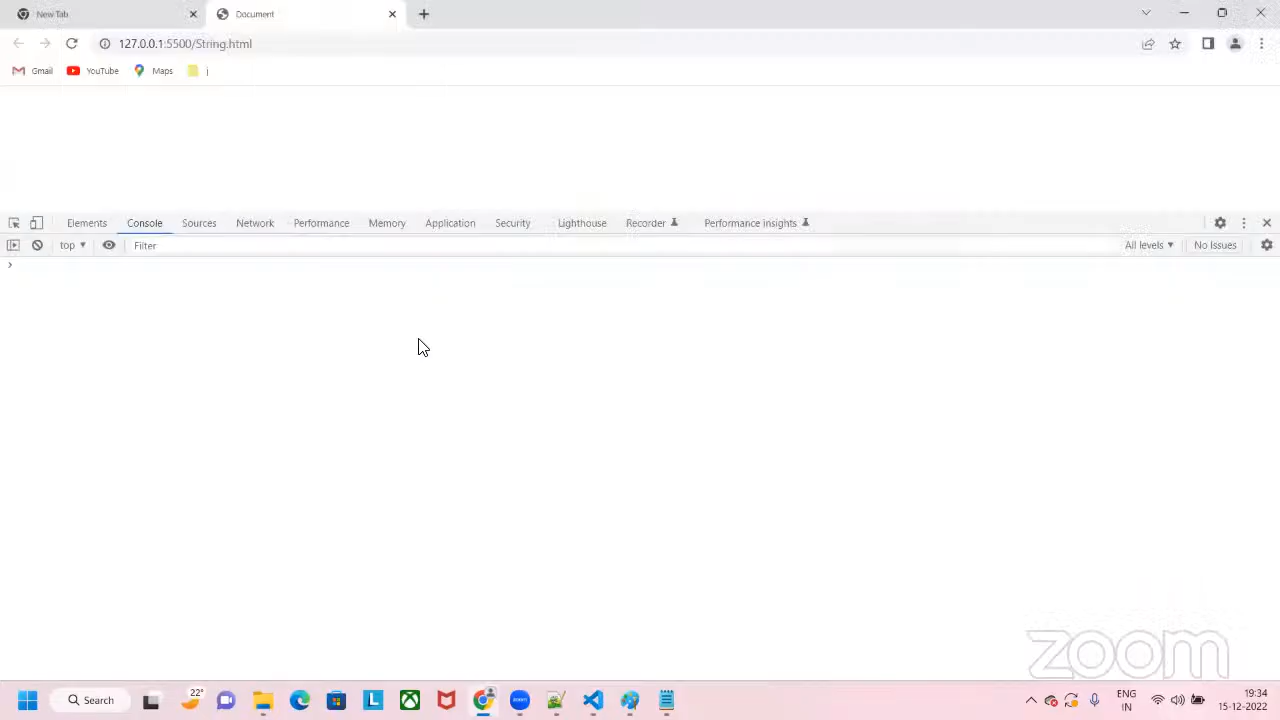 New Tab
Document
127.0.0.1:5500/String.html
Gmail YouTube Maps j
Elements Console Sources Network Performance Memory Application Security Lighthouse Recorder Performance insights
top Filter All levels No Issues
zoom
Search 22° L zoom ENG 19:34
IN 15-12-2022